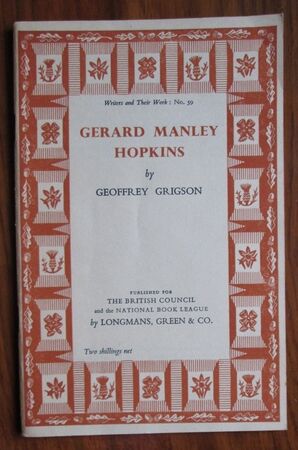 Writers and Their Work : No. 59
GERARD MANLEY
HOPKINS
by
GEOFFREY GRIGSON
PUBLISHED FOR
THE BRITISH COUNCIL
and the NATIONAL BOOK LEAGUE
by LONGMANS, GREEN & CO.
Two shillings net